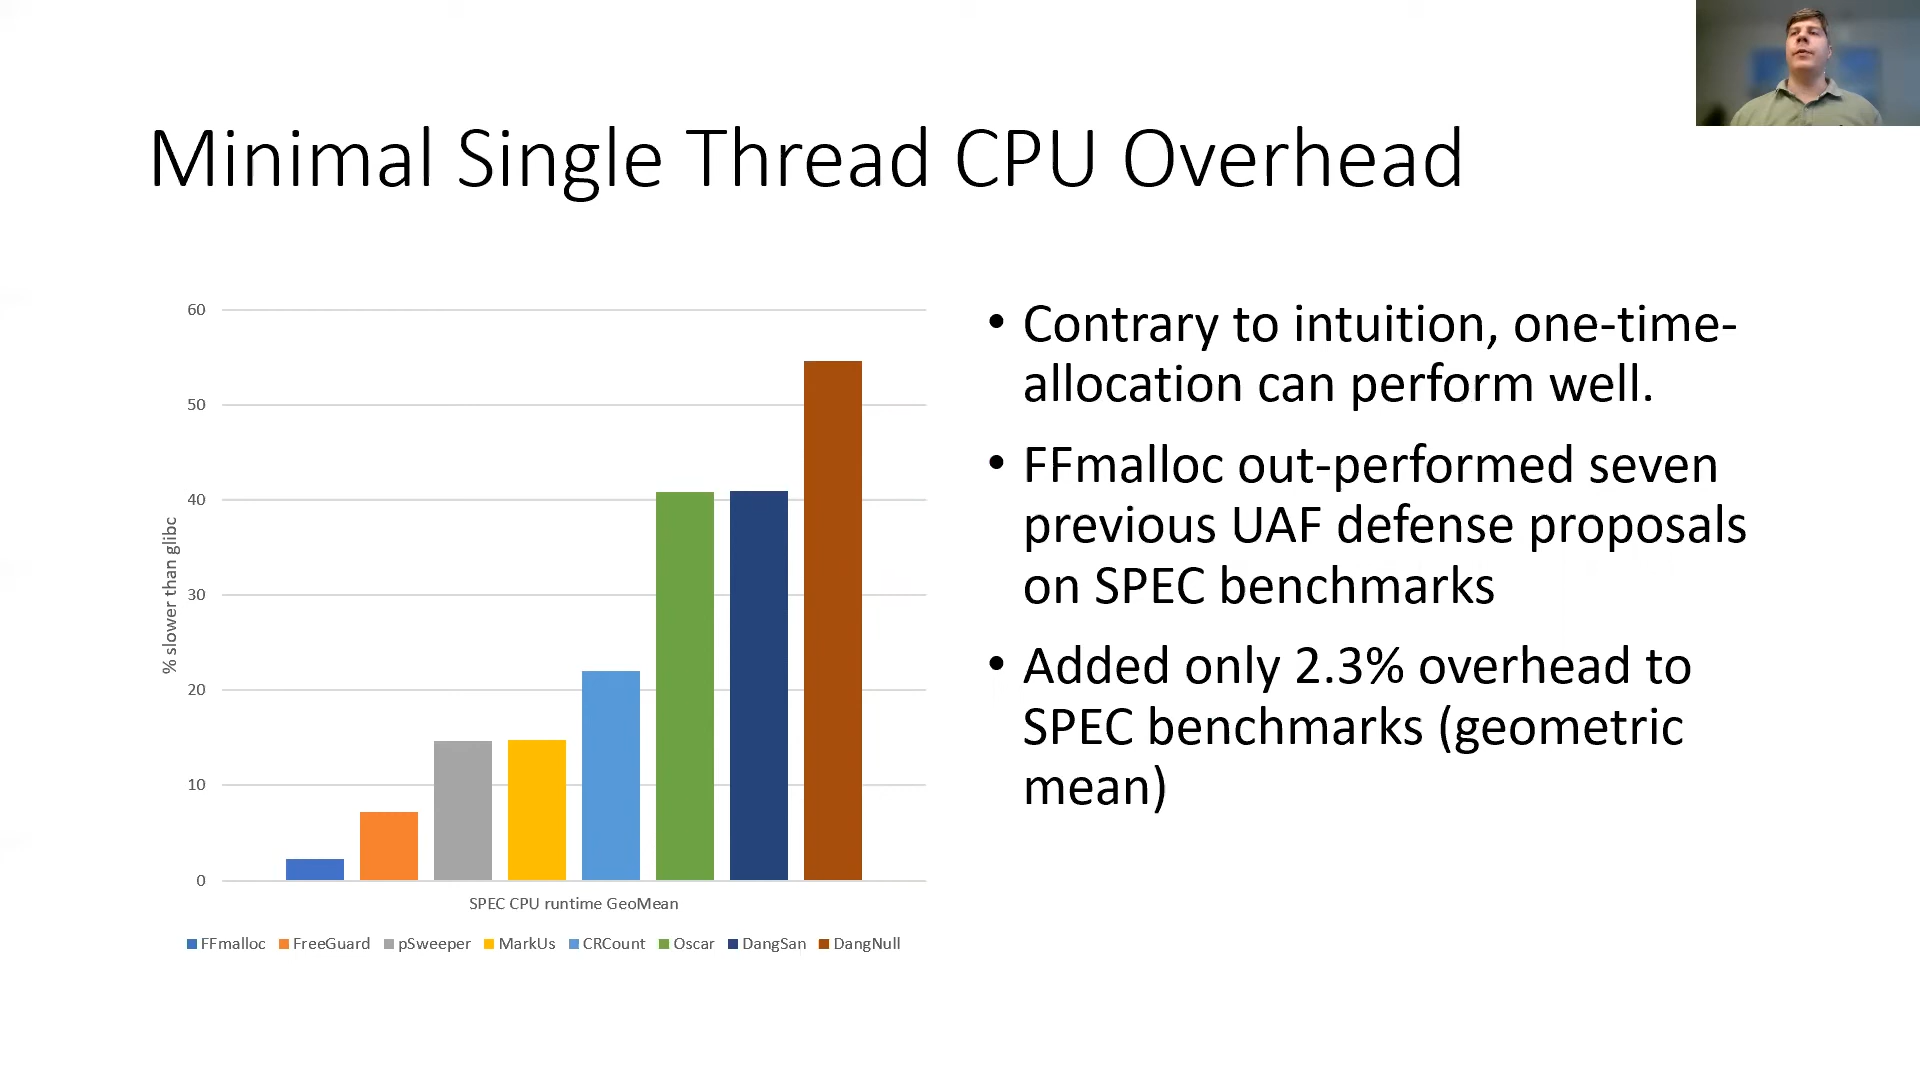 Minimal Single Thread CPU Overhead
60
50
40
30
20
10
0
% slower than glibc
SPEC CPU runtime GeoMean
FFmalloc FreeGuard pSweeper MarkUs CRCount Oscar DangSan DangNull
• Contrary to intuition, one-time-
allocation can perform well.
• FFmalloc out-performed seven
previous UAF defense proposals
on SPEC benchmarks
• Added only 2.3% overhead to
SPEC benchmarks (geometric
mean)